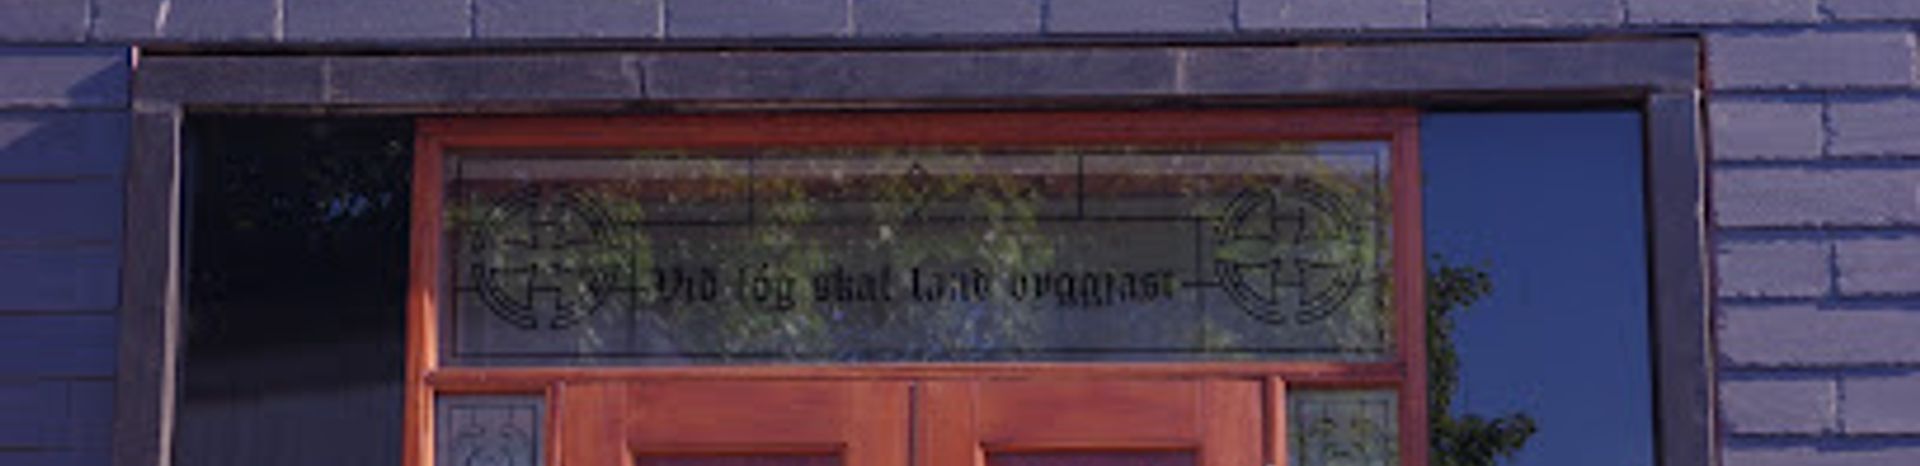 Við lóg skal land byggjast